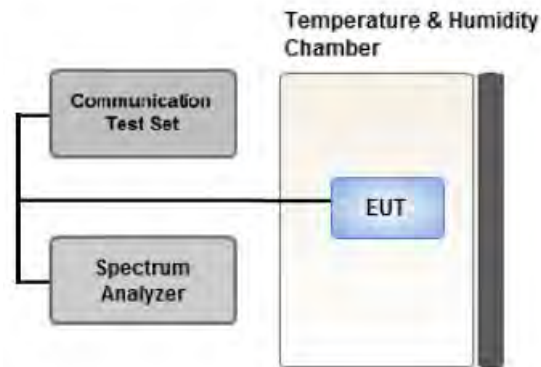 Temperature & Humidity
Chamber
Communication
Test Set
EUT
Spectrum
Analyzer